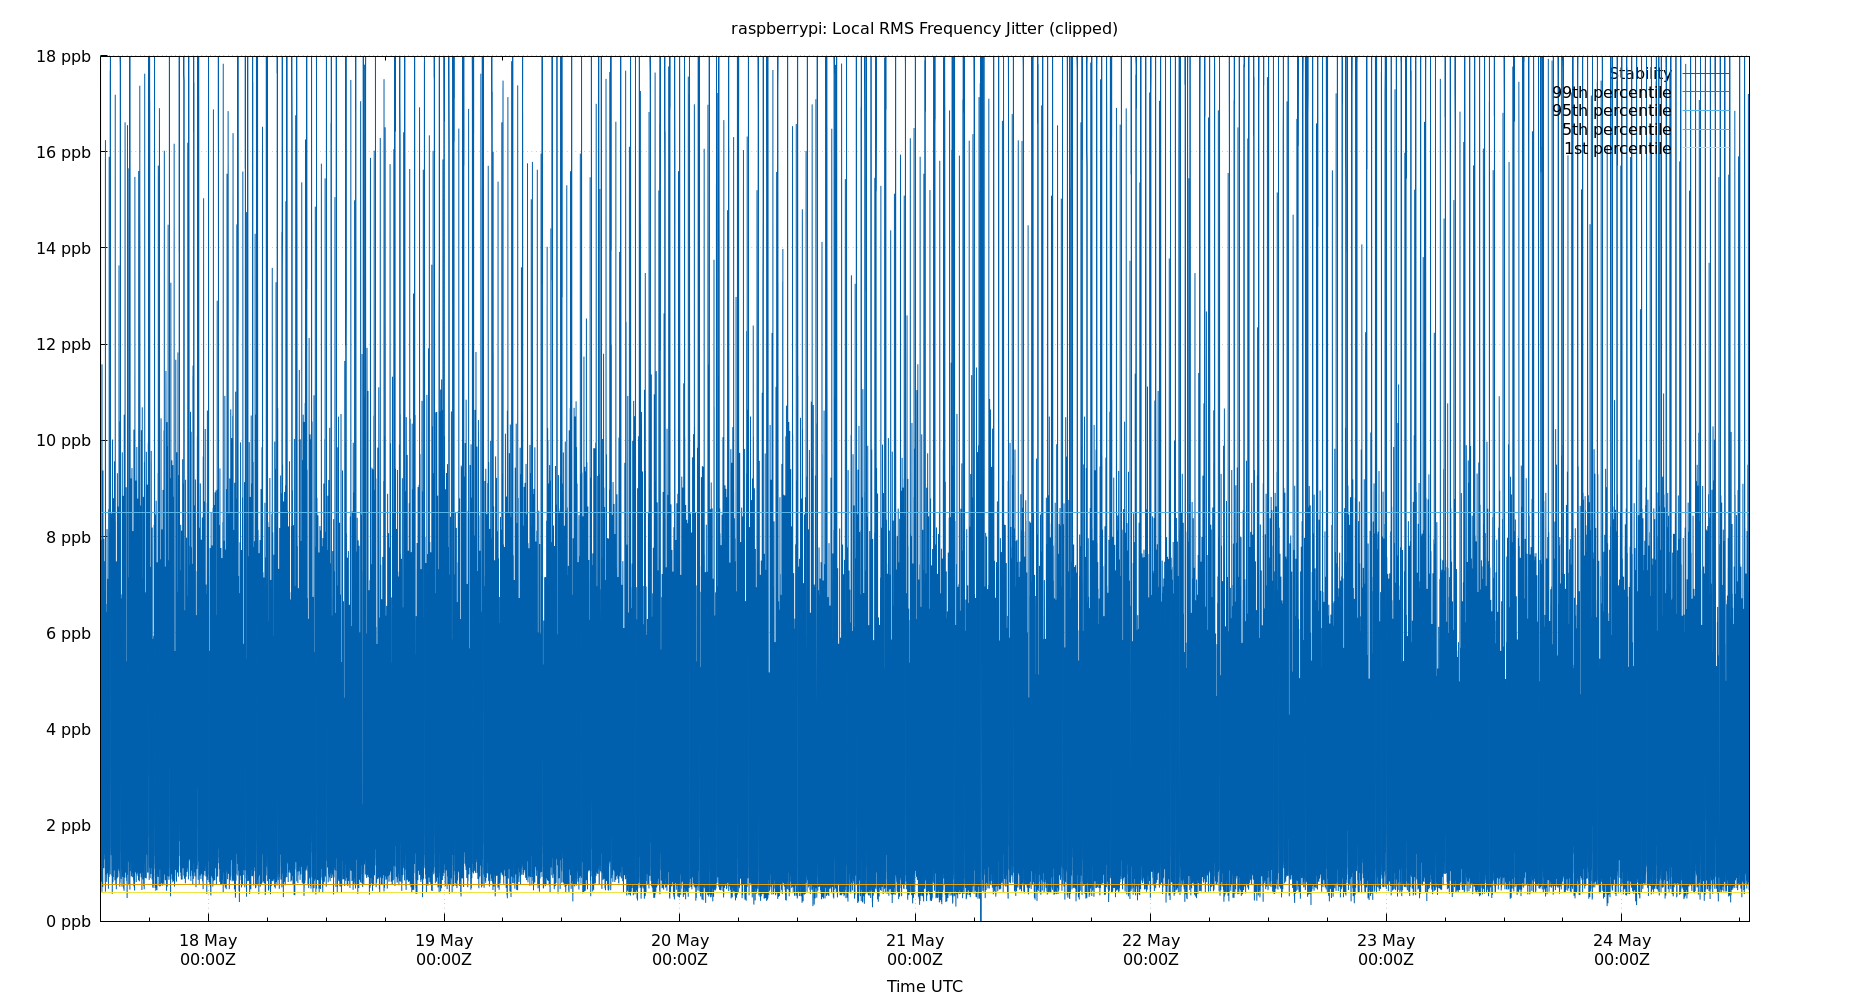 raspberrypi: Local RMS Frequency Jitter (clipped)
18 ppb
16 ppb
14 ppb
12 ppb
10 ppb
8 ppb
6 ppb
4 ppb
2 ppb
0 ppb
Stability
99th percentile
95th percentile
5th percentile
1st percentile
18 May
00:00Z
19 May
00:00Z
20 May
00:00Z
21 May
00:00Z
22 May
00:00Z
23 May
00:00Z
24 May
00:00Z
Time UTC